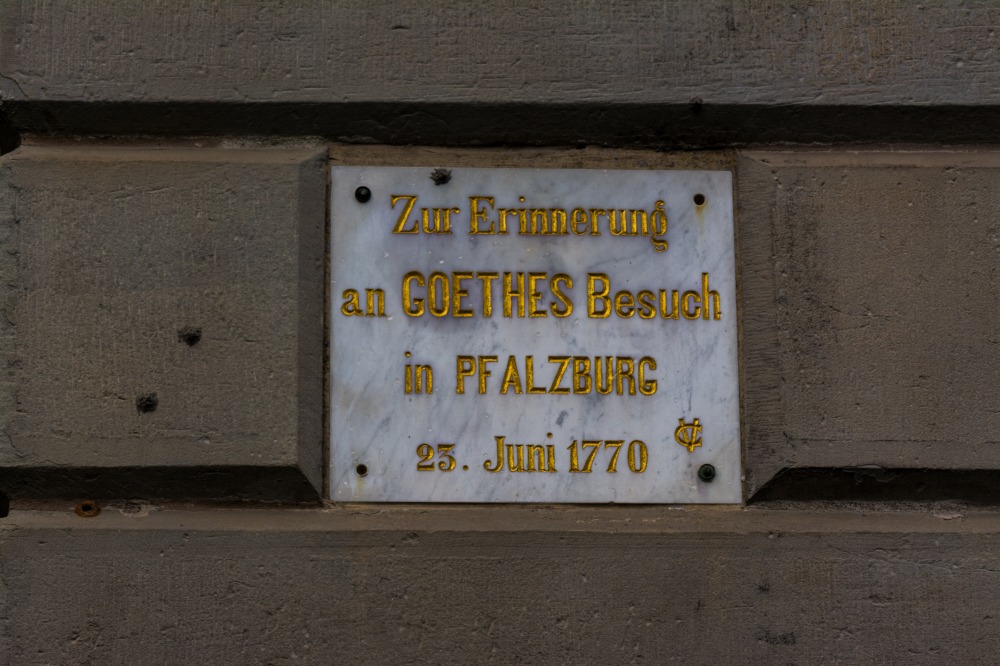 Zur Erinnerung
an GOETHES Besuch
in PFALZBURG
23. Juni 1770